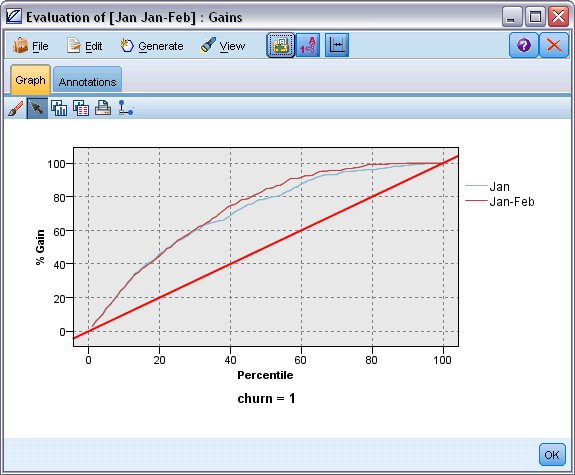 Evaluation of [Jan Jan-Feb] : Gains
File Edit Generate View
Graph Annotations
100
80
60
40
20
0
% Gain
0 20 40 60 80 100
Percentile
churn = 1
Jan
Jan-Feb
OK